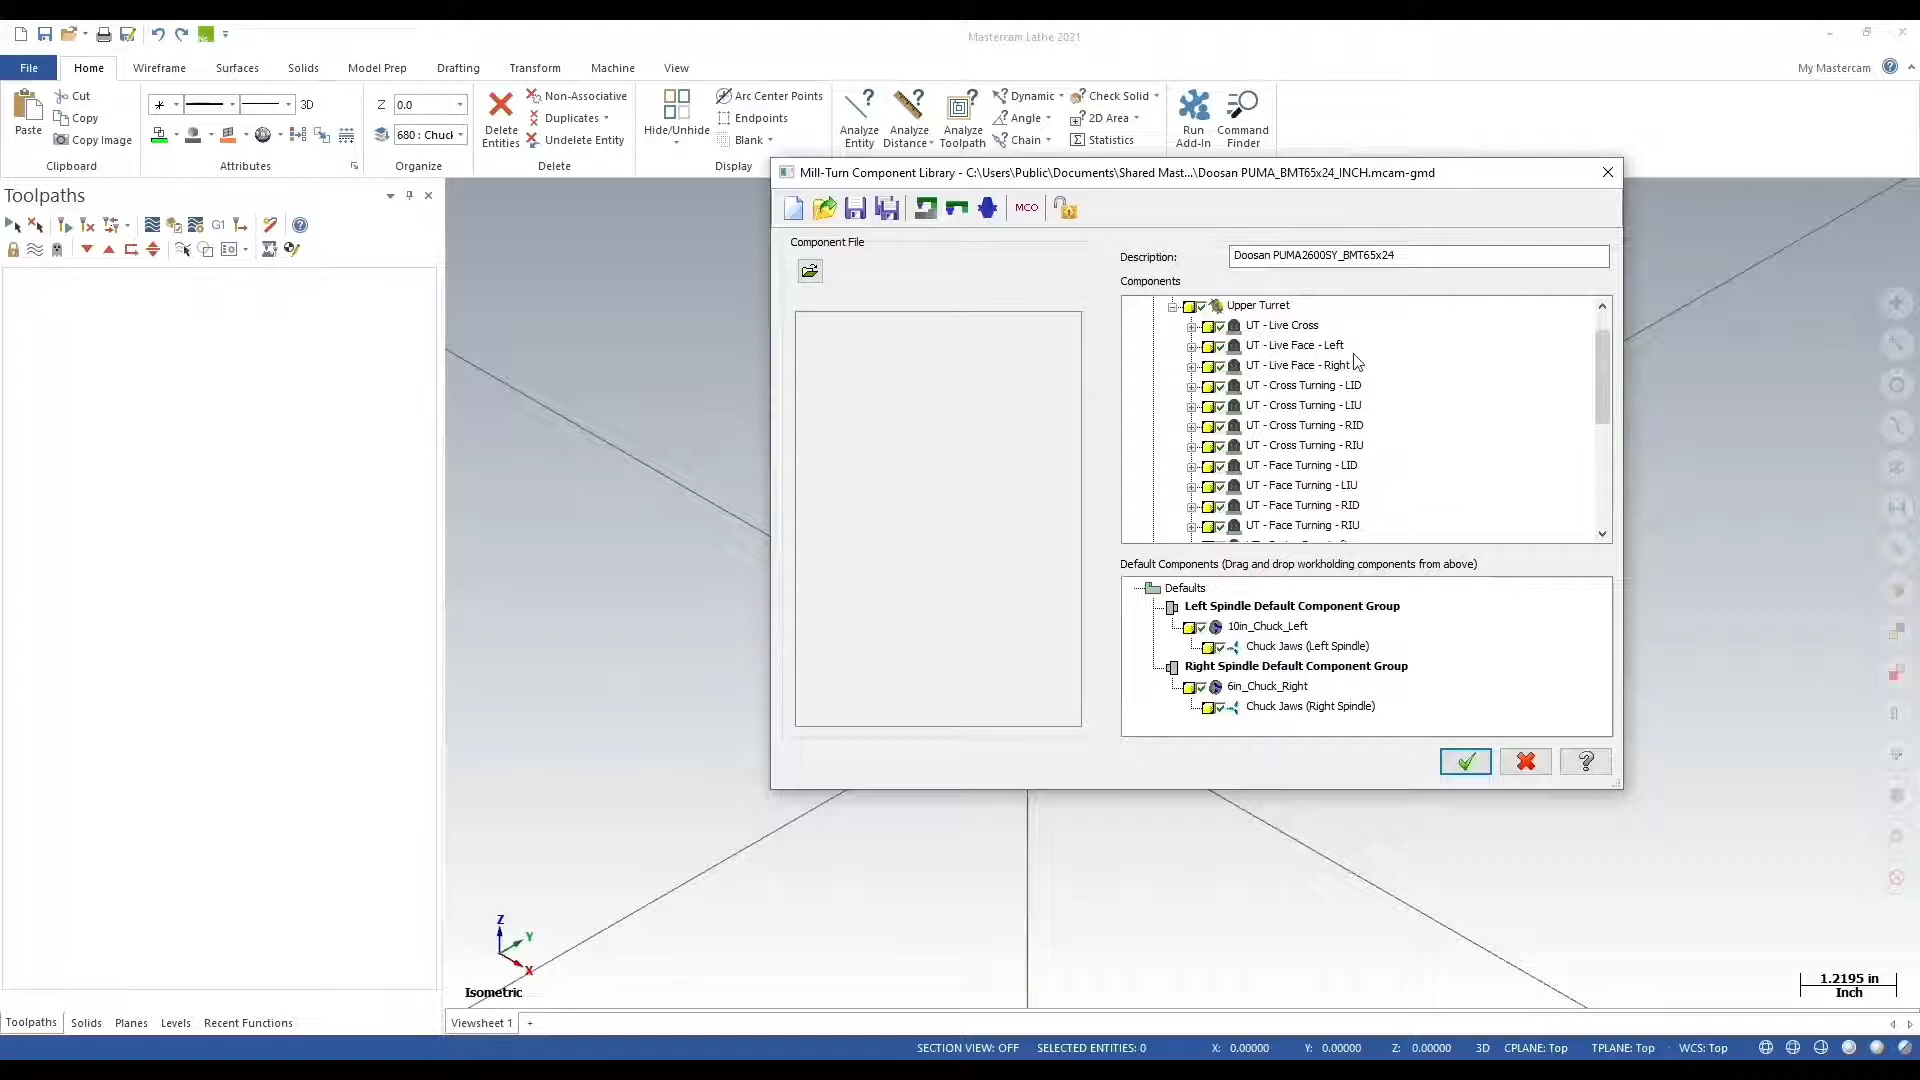 Mastercam Lathe 2021
File Home Wireframe Surfaces Solids Model Prep Drafting Transform Machine View My Mastercam
Paste
Cut
Copy
Copy Image
Clipboard
3D
Attributes
Z 0.0
680 : Chucl
Organize
Delete
Entities
Non-Associative
Duplicates
Undelete Entity
Delete
Hide/Unhide
Arc Center Points
Endpoints
Blank
Display
Analyze
Entity
Analyze
Distance
Analyze
Toolpath
Dynamic
Angle
Chain
Check Solid
2D Area
Statistics
Run
Add-In
Command
Finder
Toolpaths
G1
Mill-Turn Component Library - C:\Users\Public\Documents\Shared Mast...\Doosan PUMA_BMT65x24_INCH.mcam-gmd
MCO
Component File
Description: Doosan PUMA2600SY_BMT65x24
Components
Upper Turret
UT - Live Cross
UT - Live Face - Left
UT - Live Face - Right
UT - Cross Turning - LID
UT - Cross Turning - LIU
UT - Cross Turning - RID
UT - Cross Turning - RIU
UT - Face Turning - LID
UT - Face Turning - LIU
UT - Face Turning - RID
UT - Face Turning - RIU
Default Components (Drag and drop workholding components from above)
Defaults
Left Spindle Default Component Group
10in_Chuck_Left
Chuck Jaws (Left Spindle)
Right Spindle Default Component Group
6in_Chuck_Right
Chuck Jaws (Right Spindle)
Z
Y
X
Isometric
1.2195 in
Inch
Toolpaths Solids Planes Levels Recent Functions
Viewsheet 1 +
SECTION VIEW: OFF SELECTED ENTITIES: 0 X: 0.00000 Y: 0.00000 Z: 0.00000 3D CPLANE: Top TPLANE: Top WCS: Top